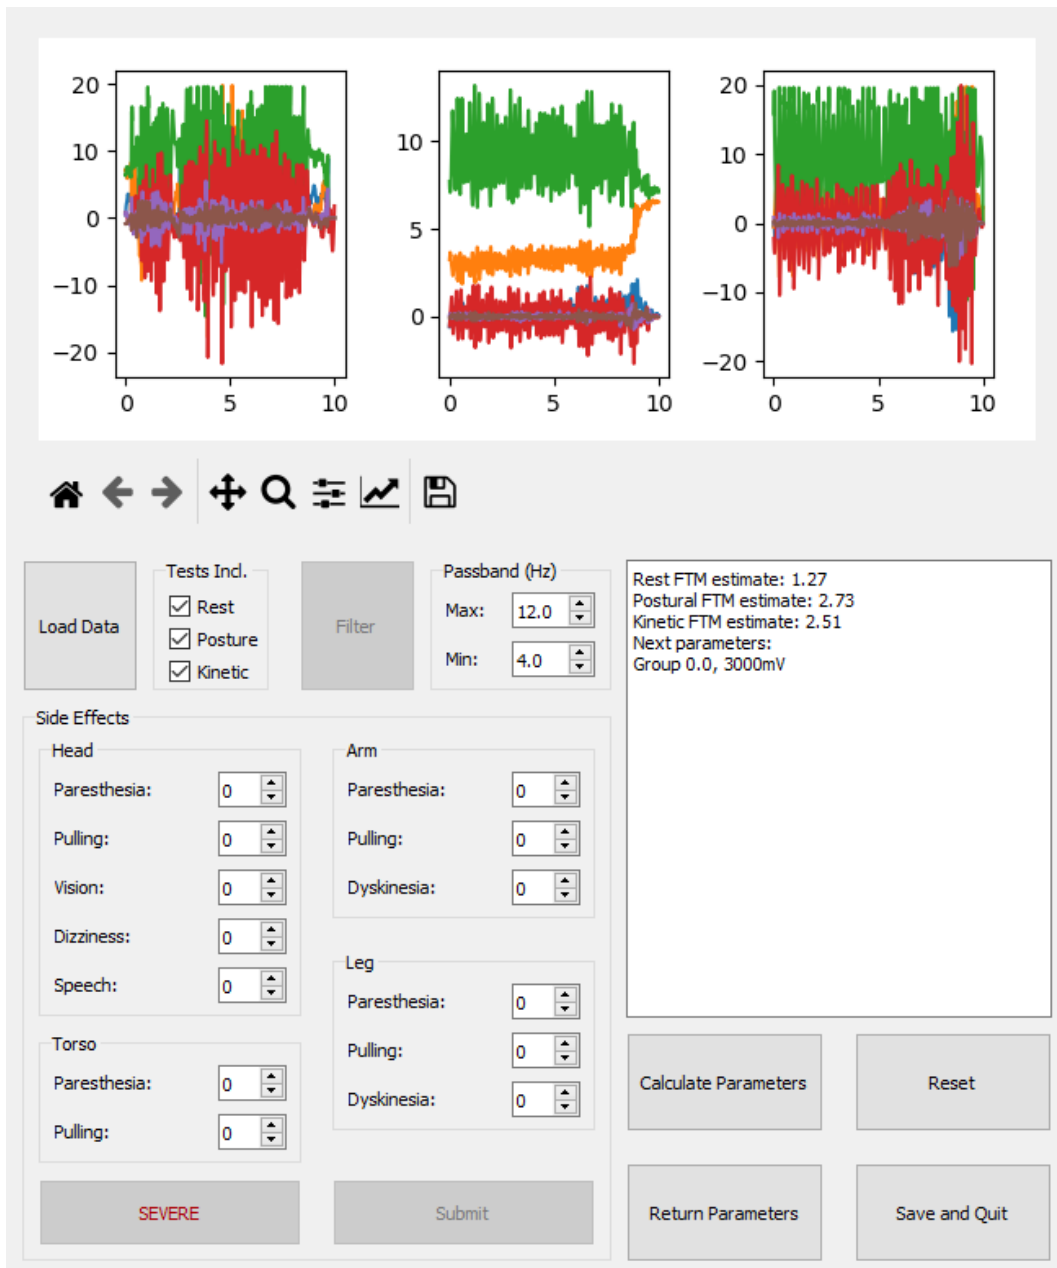 20
10
0
−10
−20
0
5
10
10
5
0
0
5
10
20
10
0
−10
−20
0
5
10
Load Data
Tests Incl.
Rest
Posture
Kinetic
Filter
Passband (Hz)
Max: 12.0
Min: 4.0
Rest FTM estimate: 1.27
Postural FTM estimate: 2.73
Kinetic FTM estimate: 2.51
Next parameters:
Group 0.0, 3000mV
Side Effects
Head
Paresthesia: 0
Pulling: 0
Vision: 0
Dizziness: 0
Speech: 0
Torso
Paresthesia: 0
Pulling: 0
Arm
Paresthesia: 0
Pulling: 0
Dyskinesia: 0
Leg
Paresthesia: 0
Pulling: 0
Dyskinesia: 0
SEVERE
Submit
Calculate Parameters
Reset
Return Parameters
Save and Quit